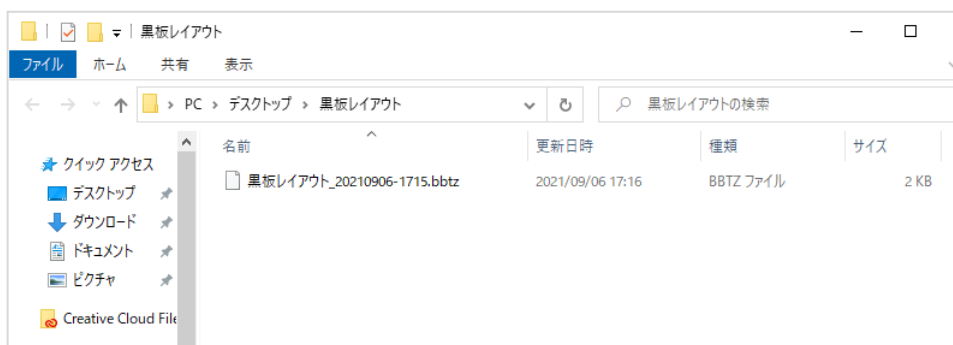 黒板レイアウト
ファイル ホーム 共有 表示
PC › デスクトップ › 黒板レイアウト 黒板レイアウトの検索
名前 更新日時 種類 サイズ
クイック アクセス
黒板レイアウト_20210906-1715.bbtz 2021/09/06 17:16 BBTZ ファイル 2 KB
デスクトップ
ダウンロード
ドキュメント
ピクチャ
Creative Cloud File